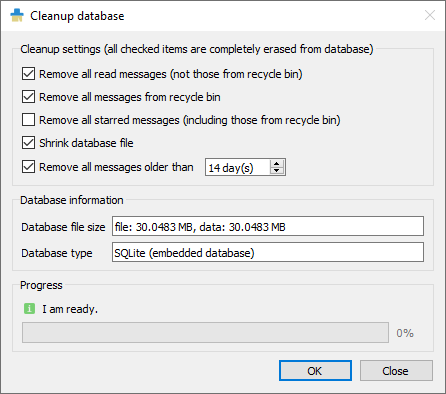 Cleanup database
Cleanup settings (all checked items are completely erased from database)
Remove all read messages (not those from recycle bin)
Remove all messages from recycle bin
Remove all starred messages (including those from recycle bin)
Shrink database file
Remove all messages older than 14 day(s)
Database information
Database file size file: 30.0483 MB, data: 30.0483 MB
Database type SQLite (embedded database)
Progress
I am ready.
0%
OK Close